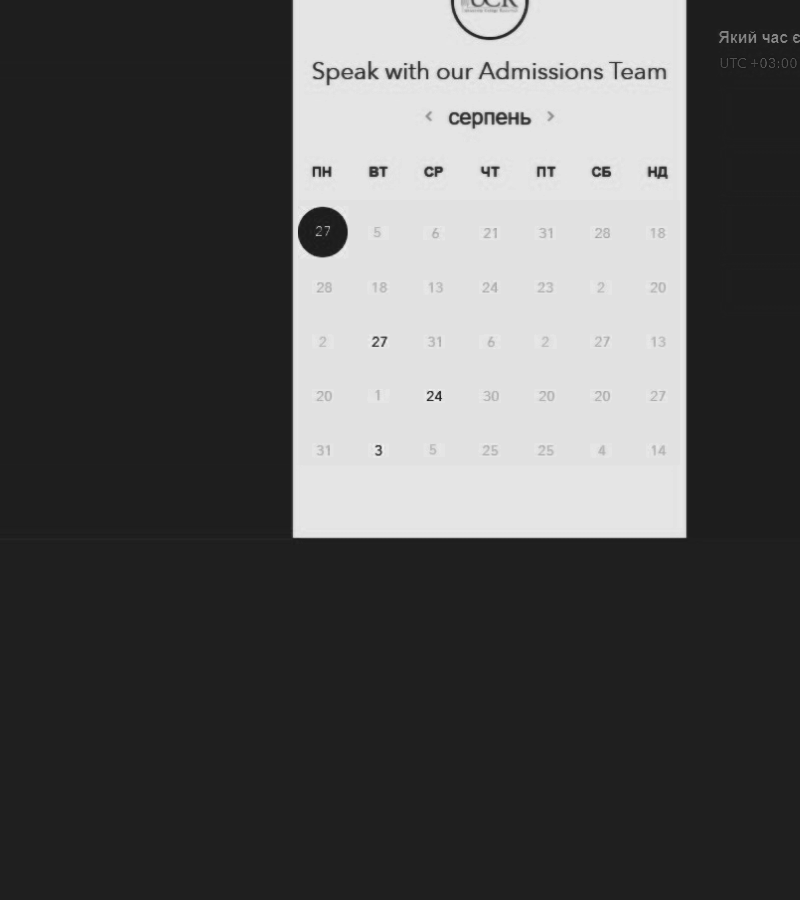 UCR
Speak with our Admissions Team
‹ серпень ›
ПН ВТ СР ЧТ ПТ СБ НД
27 5 6 21 31 28 18
28 18 13 24 23 2 20
2 27 31 6 2 27 13
20 1 24 30 20 20 27
31 3 5 25 25 4 14
Який час є
UTC +03:00